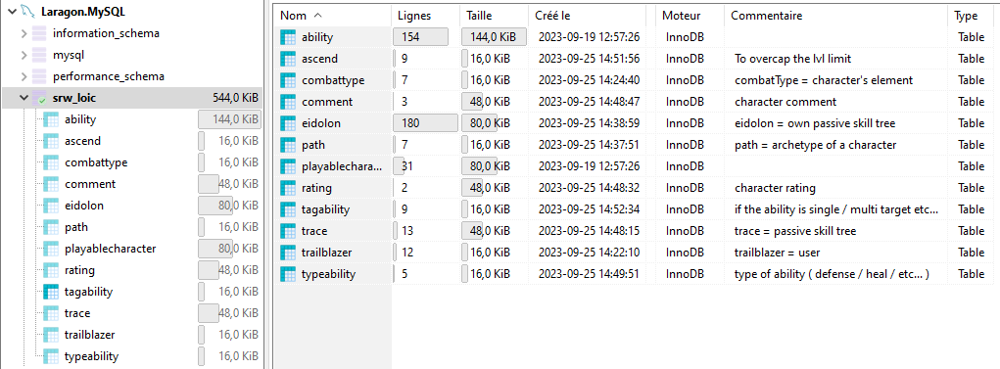 Laragon.MySQL
information_schema
mysql
performance_schema
srw_loic 544,0 KiB
ability 144,0 KiB
ascend 16,0 KiB
combattype 16,0 KiB
comment 48,0 KiB
eidolon 80,0 KiB
path 16,0 KiB
playablecharacter 80,0 KiB
rating 48,0 KiB
tagability 16,0 KiB
trace 48,0 KiB
trailblazer 16,0 KiB
typeability 16,0 KiB
Nom Lignes Taille Créé le Moteur Commentaire Type
ability 154 144,0 KiB 2023-09-19 12:57:26 InnoDB Table
ascend 9 16,0 KiB 2023-09-25 14:51:56 InnoDB To overcap the lvl limit Table
combattype 7 16,0 KiB 2023-09-25 14:24:40 InnoDB combatType = character's element Table
comment 3 48,0 KiB 2023-09-25 14:48:47 InnoDB character comment Table
eidolon 180 80,0 KiB 2023-09-25 14:38:59 InnoDB eidolon = own passive skill tree Table
path 7 16,0 KiB 2023-09-25 14:37:51 InnoDB path = archetype of a character Table
playablechara... 31 80,0 KiB 2023-09-19 12:57:26 InnoDB Table
rating 2 48,0 KiB 2023-09-25 14:48:32 InnoDB character rating Table
tagability 9 16,0 KiB 2023-09-25 14:52:34 InnoDB if the ability is single / multi target etc... Table
trace 13 48,0 KiB 2023-09-25 14:48:15 InnoDB trace = passive skill tree Table
trailblazer 12 16,0 KiB 2023-09-25 14:22:10 InnoDB trailblazer = user Table
typeability 5 16,0 KiB 2023-09-25 14:49:51 InnoDB type of ability ( defense / heal / etc... ) Table